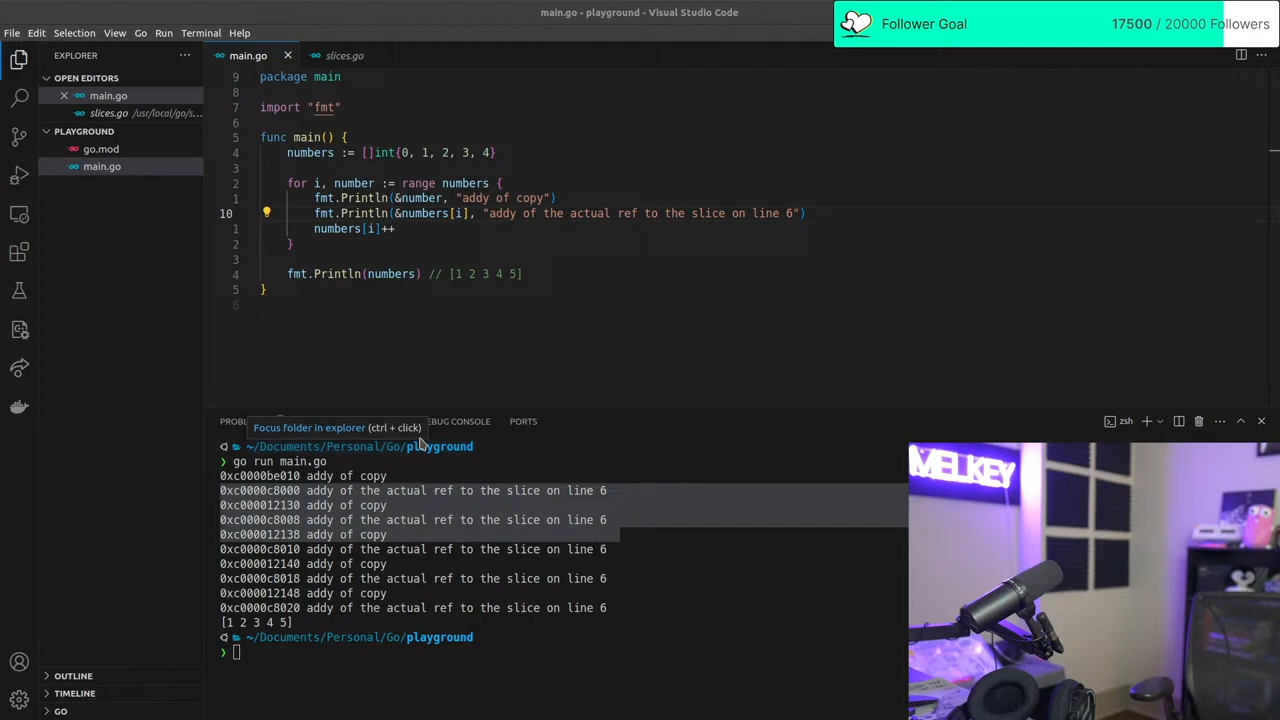 main.go - playground - Visual Studio Code
Follower Goal
17500 / 20000 Followers
File Edit Selection View Go Run Terminal Help
EXPLORER
main.go
slices.go
OPEN EDITORS
main.go
slices.go /usr/local/go/s...
PLAYGROUND
go.mod
main.go
9 package main
8
7 import "fmt"
6
5 func main() {
4 numbers := []int{0, 1, 2, 3, 4}
3
2 for i, number := range numbers {
1 fmt.Println(&number, "addy of copy")
10 fmt.Println(&numbers[i], "addy of the actual ref to the slice on line 6")
1 numbers[i]++
2 }
3
4 fmt.Println(numbers) // [1 2 3 4 5]
5 }
6
DEBUG CONSOLE PORTS
zsh
Focus folder in explorer (ctrl + click)
~/Documents/Personal/Go/playground
❯ go run main.go
0xc0000be010 addy of copy
0xc0000c8000 addy of the actual ref to the slice on line 6
0xc000012130 addy of copy
0xc0000c8008 addy of the actual ref to the slice on line 6
0xc000012138 addy of copy
0xc0000c8010 addy of the actual ref to the slice on line 6
0xc000012140 addy of copy
0xc0000c8018 addy of the actual ref to the slice on line 6
0xc000012148 addy of copy
0xc0000c8020 addy of the actual ref to the slice on line 6
[1 2 3 4 5]
~/Documents/Personal/Go/playground
❯
MELKEY
OUTLINE
TIMELINE
GO